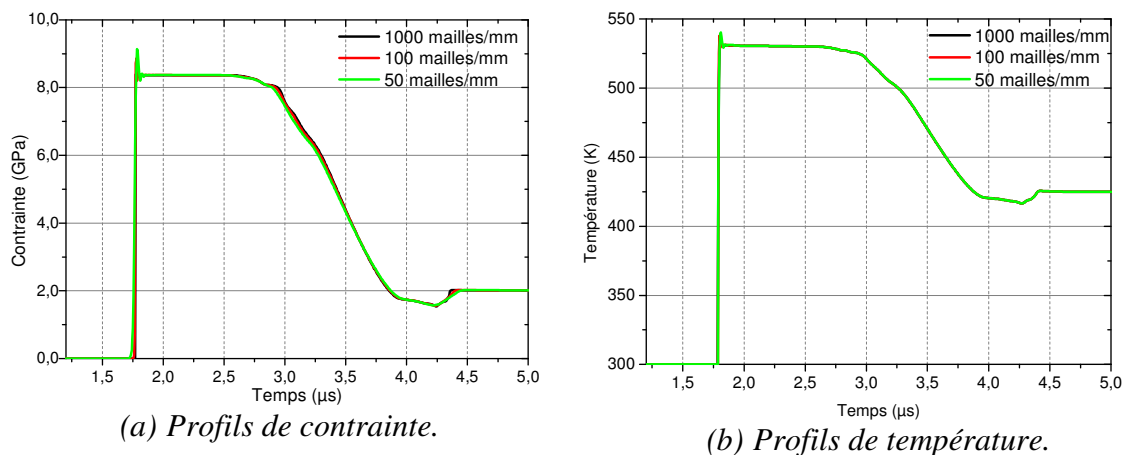 1000 mailles/mm
100 mailles/mm
50 mailles/mm
Contrainte (GPa)
8,0
6,0
4,0
2,0
0,0
1,5 2,0 2,5 3,0 3,5 4,0 4,5 5,0
Temps (µs)
(a) Profils de contrainte.
1000 mailles/mm
100 mailles/mm
50 mailles/mm
Température (K)
550
500
450
400
350
300
1,5 2,0 2,5 3,0 3,5 4,0 4,5 5,0
Temps (µs)
(b) Profils de température.